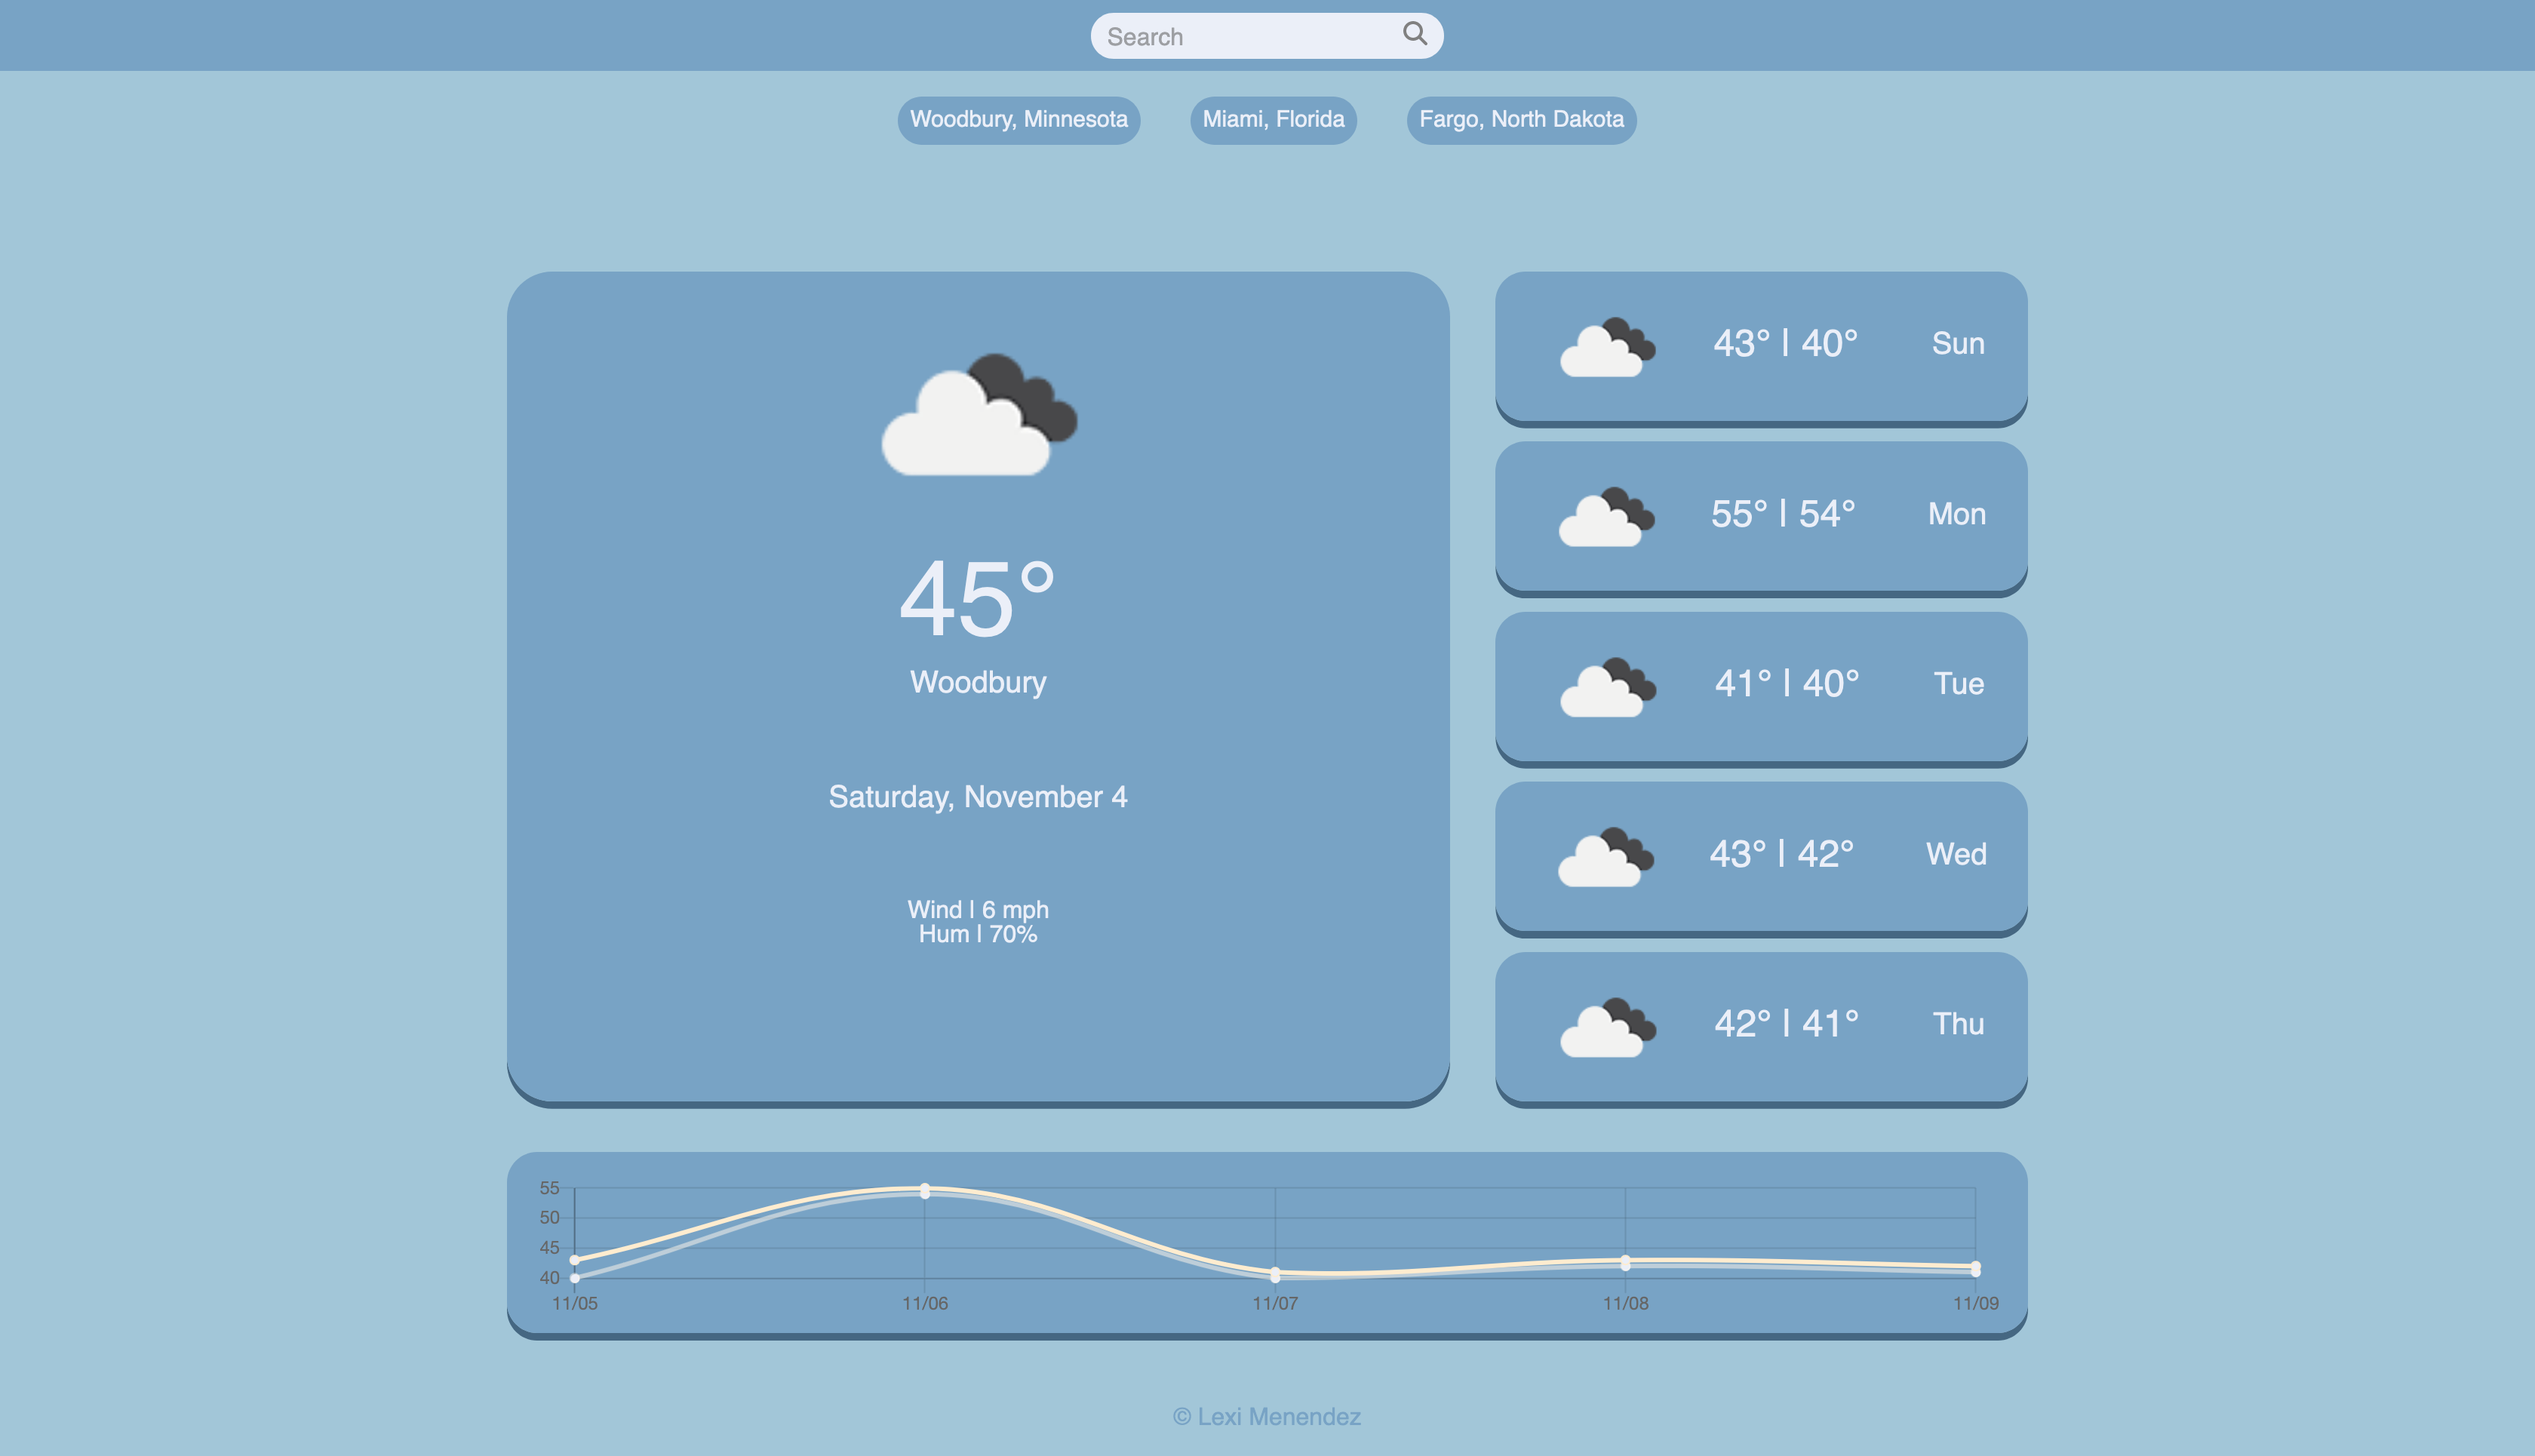 Search
Woodbury, Minnesota
Miami, Florida
Fargo, North Dakota
45°
Woodbury
Saturday, November 4
Wind | 6 mph
Hum | 70%
43° | 40° Sun
55° | 54° Mon
41° | 40° Tue
43° | 42° Wed
42° | 41° Thu
55
50
45
40
11/05 11/06 11/07 11/08 11/09
© Lexi Menendez